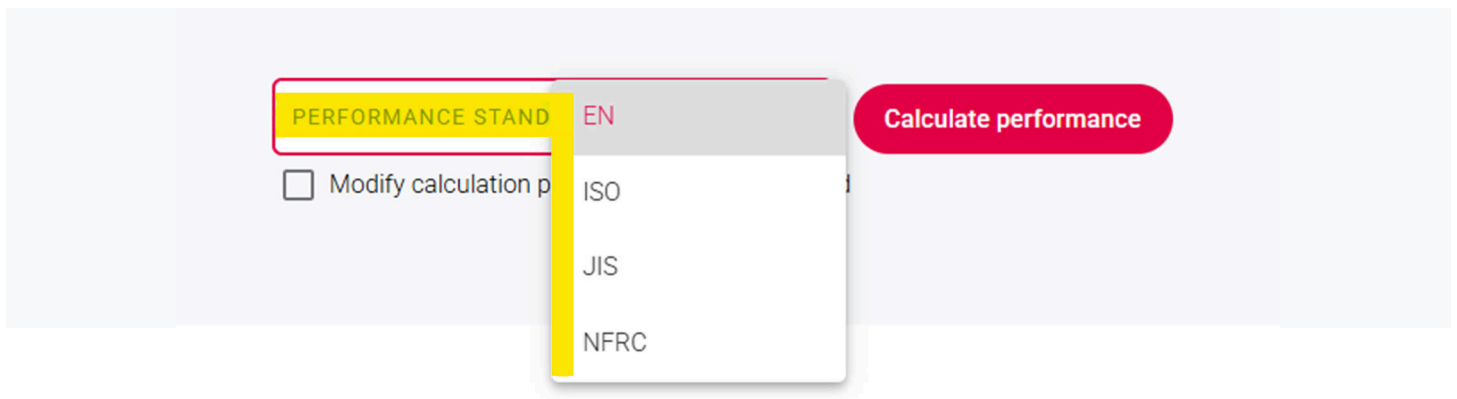 PERFORMANCE STAND EN Calculate performance
Modify calculation p
ISO
JIS
NFRC